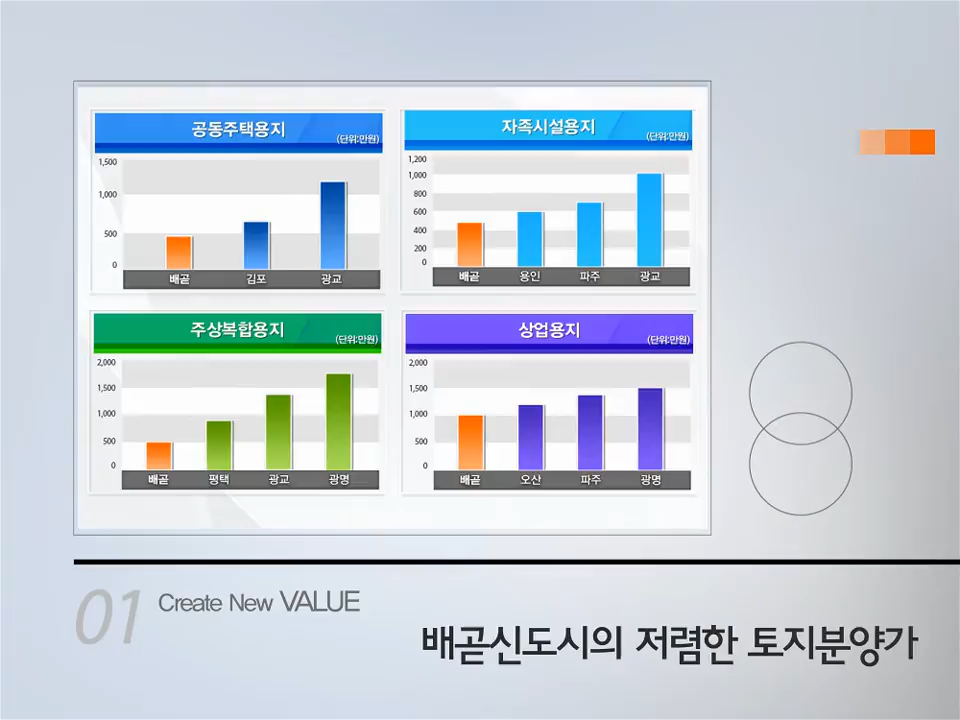 공동주택용지
(단위:만원)
1,500
1,000
500
0
배곧 김포 광교
자족시설용지
(단위:만원)
1,200
1,000
800
600
400
200
0
배곧 용인 파주 광교
주상복합용지
(단위:만원)
2,000
1,500
1,000
500
0
배곧 평택 광교 광명
상업용지
(단위:만원)
2,000
1,500
1,000
500
0
배곧 오산 파주 광명
01 Create New VALUE
배곧신도시의 저렴한 토지분양가